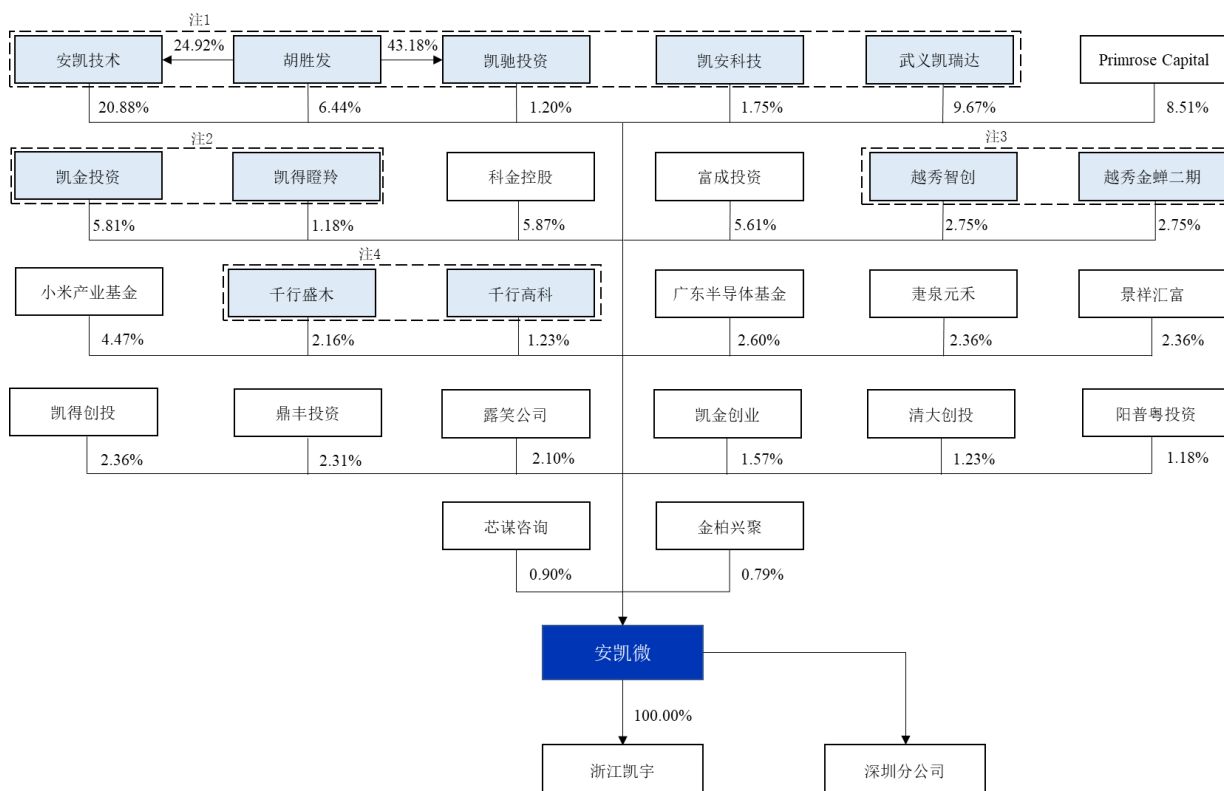 注1
安凯技术
24.92%
胡胜发
43.18%
凯驰投资
凯安科技
武义凯瑞达
Primrose Capital
20.88%
6.44%
1.20%
1.75%
9.67%
8.51%
注2
注3
凯金投资
凯得瞪羚
科金控股
富成投资
越秀智创
越秀金蝉二期
5.81%
1.18%
5.87%
5.61%
2.75%
2.75%
注4
小米产业基金
千行盛木
千行高科
广东半导体基金
疌泉元禾
景祥汇富
4.47%
2.16%
1.23%
2.60%
2.36%
2.36%
凯得创投
鼎丰投资
露笑公司
凯金创业
清大创投
阳普粤投资
2.36%
2.31%
2.10%
1.57%
1.23%
1.18%
芯谋咨询
金柏兴聚
0.90%
0.79%
安凯微
100.00%
浙江凯宇
深圳分公司